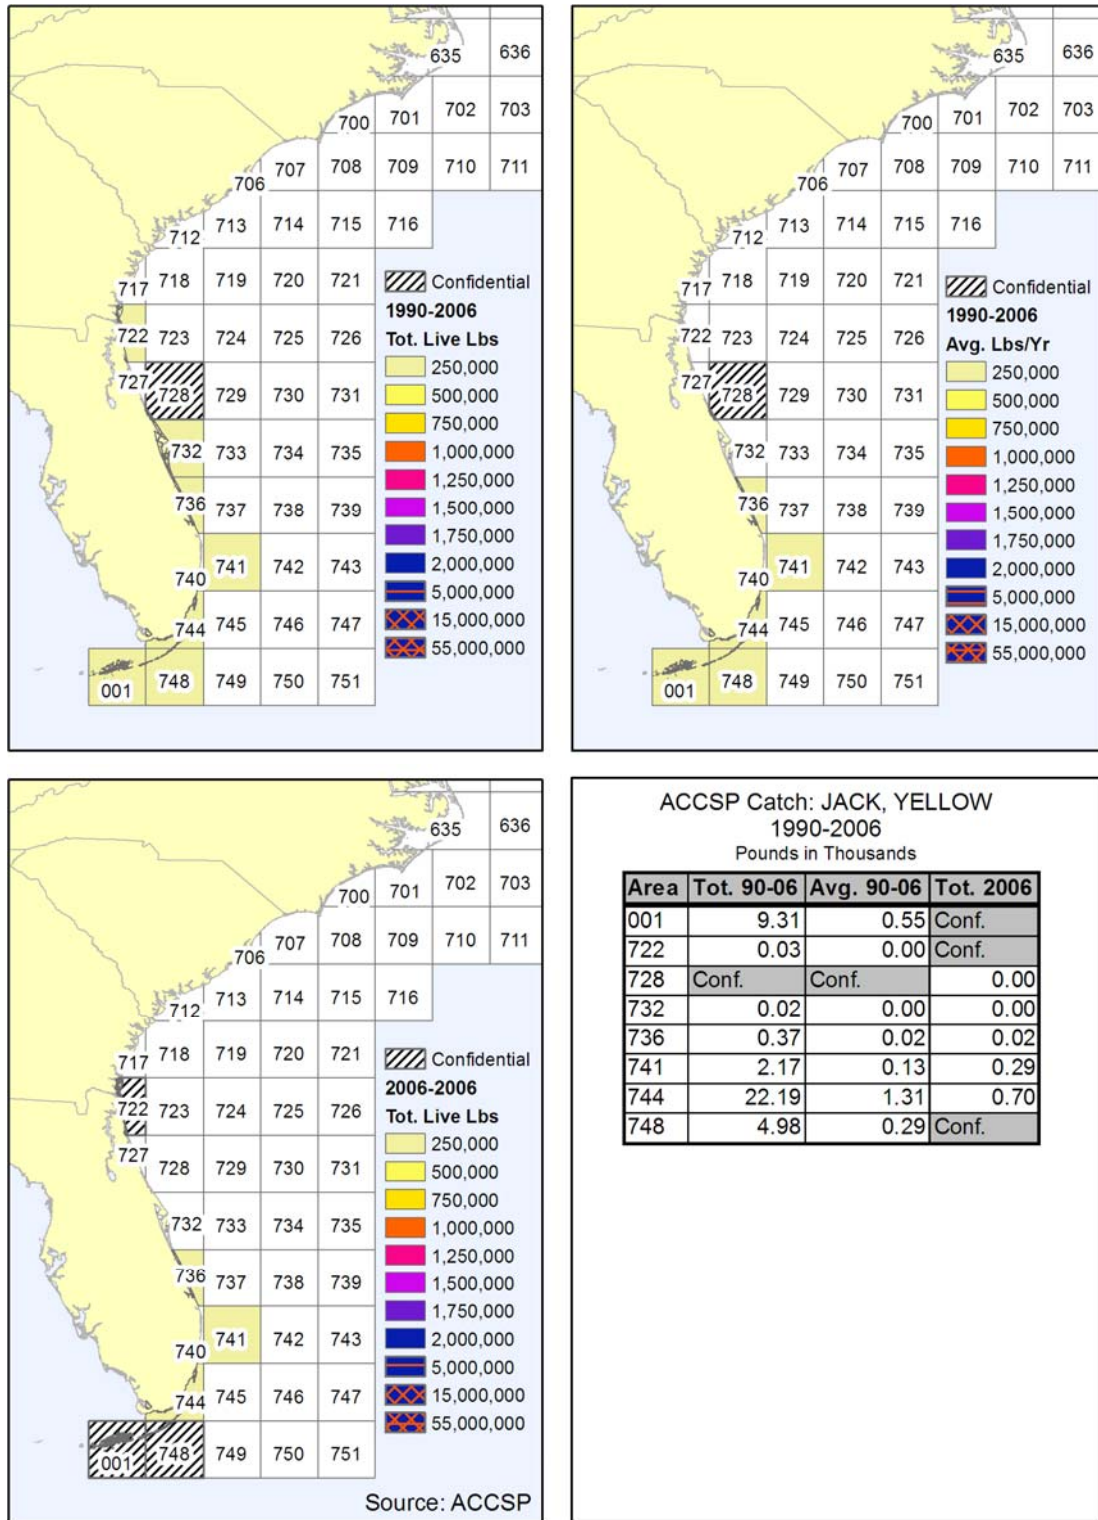 635 636
700 701 702 703
706 707 708 709 710 711
712 713 714 715 716
717 718 719 720 721
722 723 724 725 726
727 728 729 730 731
732 733 734 735
736 737 738 739
740 741 742 743
744 745 746 747
001 748 749 750 751
Confidential
1990-2006
Tot. Live Lbs
250,000
500,000
750,000
1,000,000
1,250,000
1,500,000
1,750,000
2,000,000
5,000,000
15,000,000
55,000,000
635 636
700 701 702 703
706 707 708 709 710 711
712 713 714 715 716
717 718 719 720 721
722 723 724 725 726
727 728 729 730 731
732 733 734 735
736 737 738 739
740 741 742 743
744 745 746 747
001 748 749 750 751
Confidential
1990-2006
Avg. Lbs/Yr
250,000
500,000
750,000
1,000,000
1,250,000
1,500,000
1,750,000
2,000,000
5,000,000
15,000,000
55,000,000
635 636
700 701 702 703
706 707 708 709 710 711
712 713 714 715 716
717 718 719 720 721
722 723 724 725 726
727 728 729 730 731
732 733 734 735
736 737 738 739
740 741 742 743
744 745 746 747
001 748 749 750 751
Confidential
2006-2006
Tot. Live Lbs
250,000
500,000
750,000
1,000,000
1,250,000
1,500,000
1,750,000
2,000,000
5,000,000
15,000,000
55,000,000
Source: ACCSP
ACCSP Catch: JACK, YELLOW
1990-2006
Pounds in Thousands
Area Tot. 90-06 Avg. 90-06 Tot. 2006
001 9.31 0.55 Conf.
722 0.03 0.00 Conf.
728 Conf. Conf. 0.00
732 0.02 0.00 0.00
736 0.37 0.02 0.02
741 2.17 0.13 0.29
744 22.19 1.31 0.70
748 4.98 0.29 Conf.